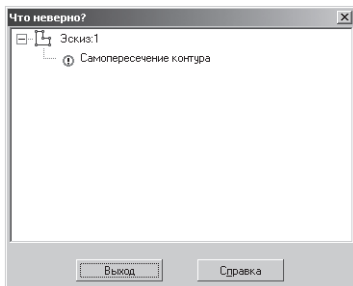 Что неверно?
Эскиз:1
Самопересечение контура
Выход
Справка